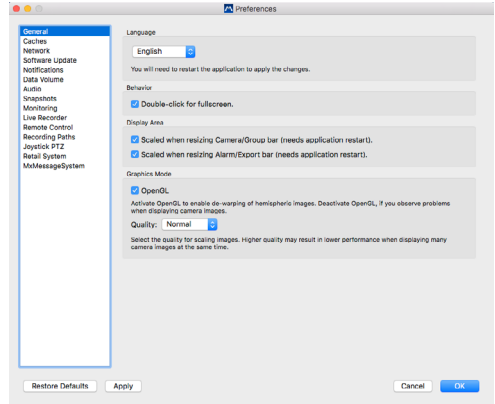 Preferences
General
Caches
Network
Software Update
Notifications
Data Volume
Audio
Snapshots
Monitoring
Live Recorder
Remote Control
Recording Paths
Joystick PTZ
Retail System
MxMessageSystem
Language
English
You will need to restart the application to apply the changes.
Behavior
Double-click for fullscreen.
Display Area
Scaled when resizing Camera/Group bar (needs application restart).
Scaled when resizing Alarm/Export bar (needs application restart).
Graphics Mode
OpenGL
Activate OpenGL to enable de-warping of hemispheric images. Deactivate OpenGL, if you observe problems
when displaying camera images.
Quality: Normal
Select the quality for scaling images. Higher quality may result in lower performance when displaying many
camera images at the same time.
Restore Defaults Apply Cancel OK